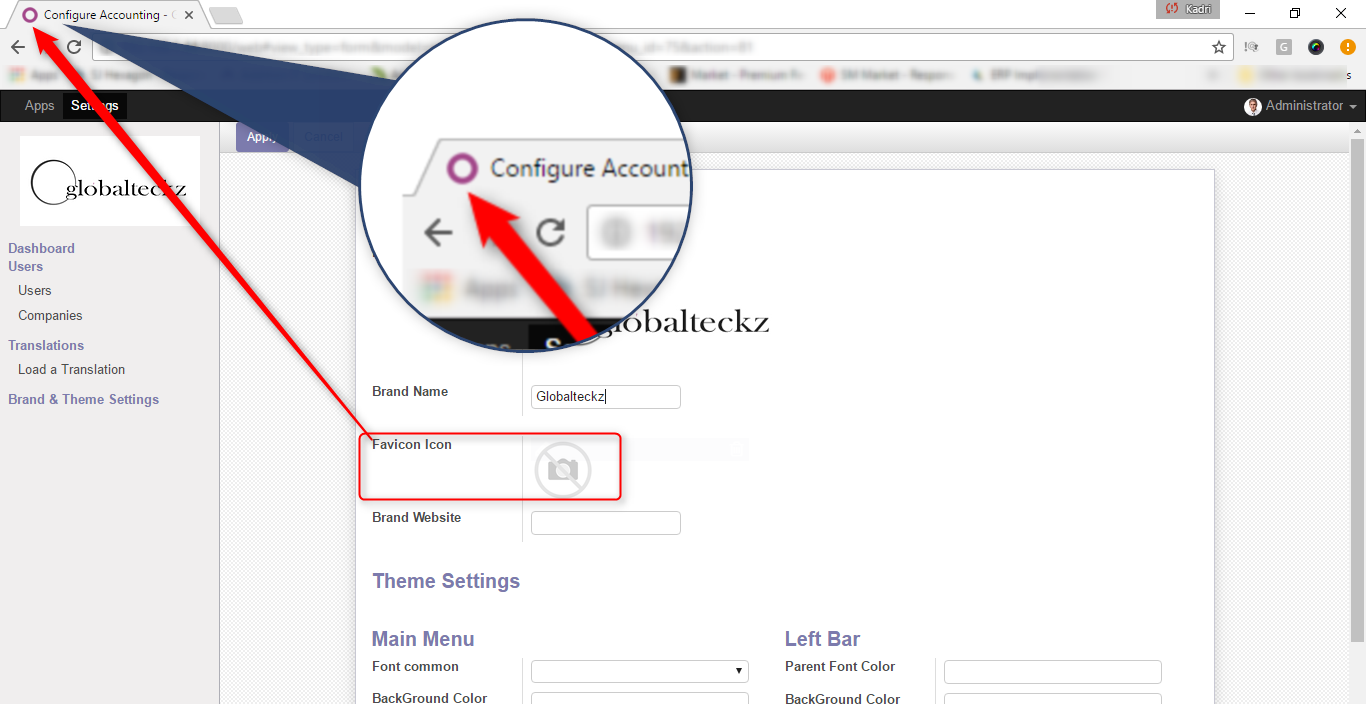 Configure Accounting - 
Kadri
Apps Settings
Administrator
Apply Cancel
globalteckz
Configure Account
Dashboard
Users
Users
Companies
Translations
Load a Translation
Brand & Theme Settings
globalteckz
Brand Name
Globalteckz
Favicon Icon
Brand Website
Theme Settings
Main Menu
Left Bar
Font common
Parent Font Color
BackGround Color
BackGround Color